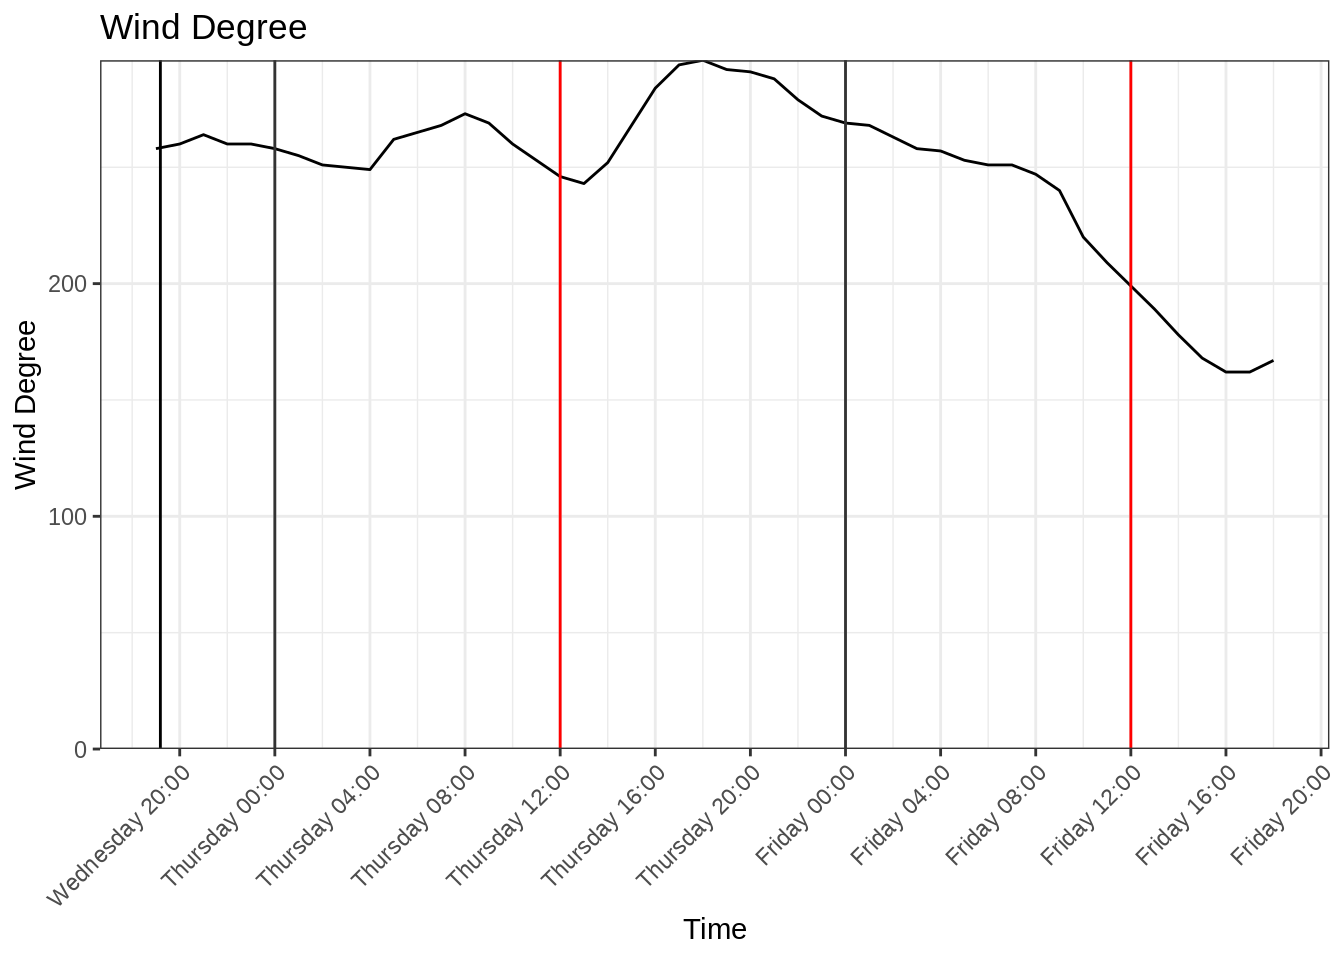 Wind Degree
Wind Degree
200
100
0
Wednesday 20:00
Thursday 00:00
Thursday 04:00
Thursday 08:00
Thursday 12:00
Thursday 16:00
Thursday 20:00
Friday 00:00
Friday 04:00
Friday 08:00
Friday 12:00
Friday 16:00
Friday 20:00
Time